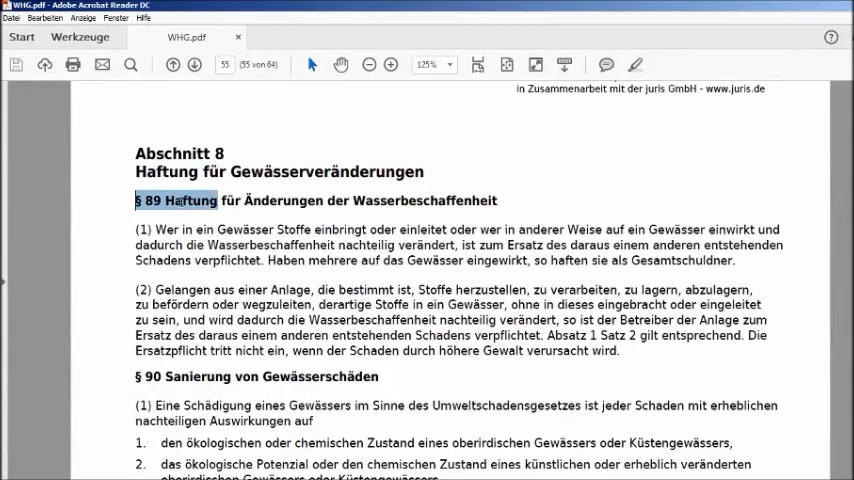 WHG.pdf - Adobe Acrobat Reader DC
Datei Bearbeiten Anzeige Fenster Hilfe
Start Werkzeuge WHG.pdf ×
55 (55 von 64) 125%
in Zusammenarbeit mit der juris GmbH - www.juris.de
Abschnitt 8
Haftung für Gewässerveränderungen
§ 89 Haftung für Änderungen der Wasserbeschaffenheit
(1) Wer in ein Gewässer Stoffe einbringt oder einleitet oder wer in anderer Weise auf ein Gewässer einwirkt und
dadurch die Wasserbeschaffenheit nachteilig verändert, ist zum Ersatz des daraus einem anderen entstehenden
Schadens verpflichtet. Haben mehrere auf das Gewässer eingewirkt, so haften sie als Gesamtschuldner.
(2) Gelangen aus einer Anlage, die bestimmt ist, Stoffe herzustellen, zu verarbeiten, zu lagern, abzulagern,
zu befördern oder wegzuleiten, derartige Stoffe in ein Gewässer, ohne in dieses eingebracht oder eingeleitet
zu sein, und wird dadurch die Wasserbeschaffenheit nachteilig verändert, so ist der Betreiber der Anlage zum
Ersatz des daraus einem anderen entstehenden Schadens verpflichtet. Absatz 1 Satz 2 gilt entsprechend. Die
Ersatzpflicht tritt nicht ein, wenn der Schaden durch höhere Gewalt verursacht wird.
§ 90 Sanierung von Gewässerschäden
(1) Eine Schädigung eines Gewässers im Sinne des Umweltschadensgesetzes ist jeder Schaden mit erheblichen
nachteiligen Auswirkungen auf
1. den ökologischen oder chemischen Zustand eines oberirdischen Gewässers oder Küstengewässers,
2. das ökologische Potenzial oder den chemischen Zustand eines künstlichen oder erheblich veränderten
oberirdischen Gewässers oder Küstengewässers